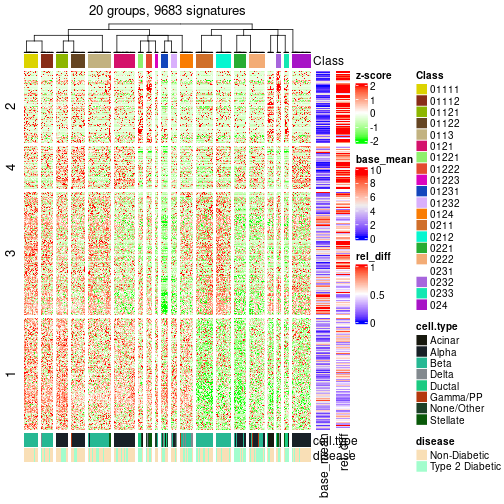 20 groups, 9683 signatures
Class
2
4
3
1
cell.type
disease
base_mean
rel_diff
z-score
2
1
0
-1
-2
base_mean
10
8
6
4
2
0
rel_diff
1
0.5
0
Class
01111
01112
01121
01122
0113
0121
01221
01222
01223
01231
01232
0124
0211
0212
0221
0222
0231
0232
0233
024
cell.type
Acinar
Alpha
Beta
Delta
Ductal
Gamma/PP
None/Other
Stellate
disease
Non-Diabetic
Type 2 Diabetic